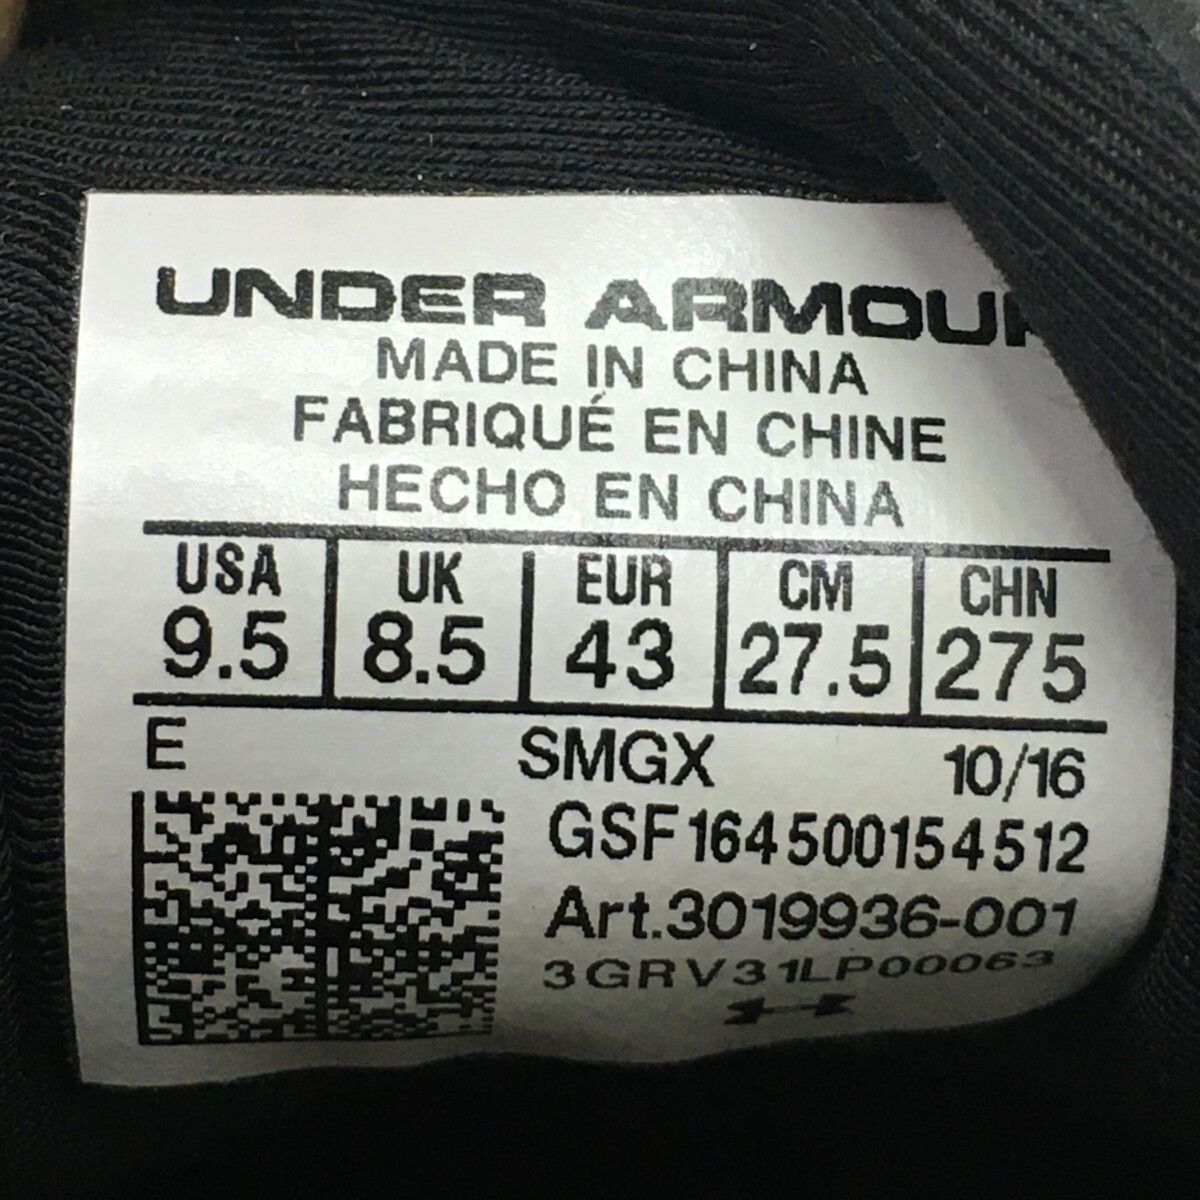 UNDER ARMOUR
MADE IN CHINA
FABRIQUÉ EN CHINE
HECHO EN CHINA
USA UK EUR CM CHN
9.5 8.5 43 27.5 275
E SMGX 10/16
GSF164500154512
Art.3019936-001
3GRV31LP00063